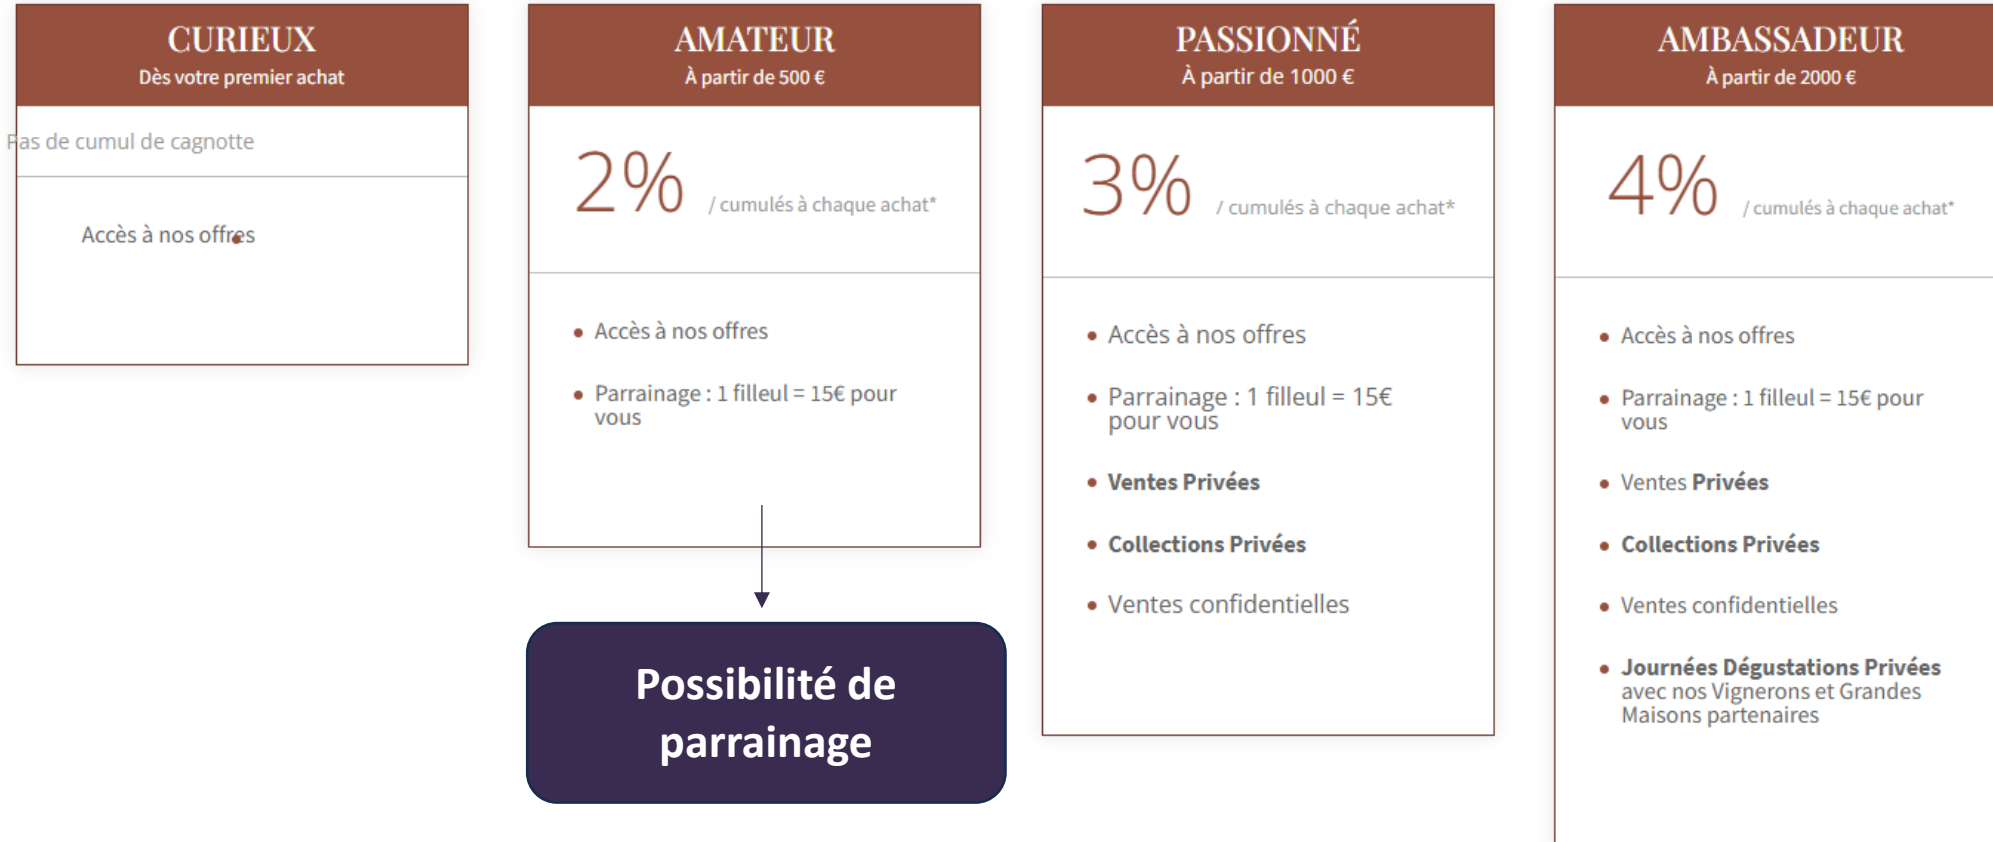 CURIEUX
Dès votre premier achat
Pas de cumul de cagnotte
Accès à nos offres
AMATEUR
À partir de 500 €
2% / cumulés à chaque achat*
Accès à nos offres
Parrainage : 1 filleul = 15€ pour
vous
Possibilité de
parrainage
PASSIONNÉ
À partir de 1000 €
3% / cumulés à chaque achat*
Accès à nos offres
Parrainage : 1 filleul = 15€
pour vous
Ventes Privées
Collections Privées
Ventes confidentielles
AMBASSADEUR
À partir de 2000 €
4% / cumulés à chaque achat*
Accès à nos offres
Parrainage : 1 filleul = 15€ pour
vous
Ventes Privées
Collections Privées
Ventes confidentielles
Journées Dégustations Privées
avec nos Vignerons et Grandes
Maisons partenaires